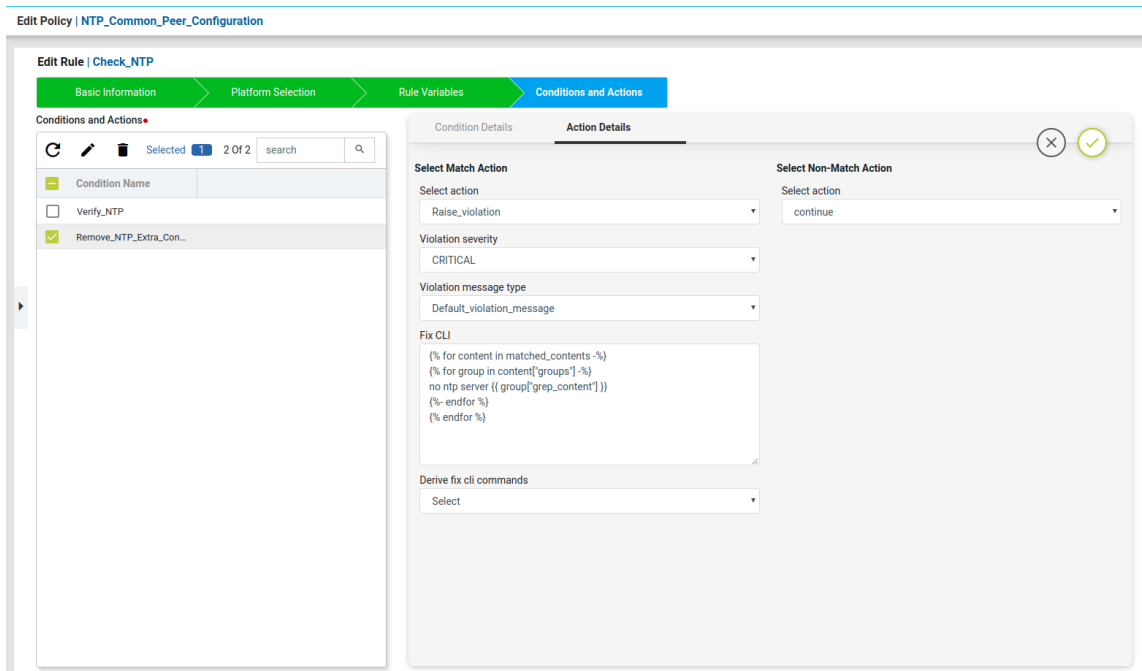 Edit Policy | NTP_Common_Peer_Configuration
Edit Rule | Check_NTP
Basic Information
Platform Selection
Rule Variables
Conditions and Actions
Conditions and Actions
Selected 1 2 Of 2 search
Condition Name
Verify_NTP
Remove_NTP_Extra_Con...
Condition Details
Action Details
Select Match Action
Select action
Raise_violation
Violation severity
CRITICAL
Violation message type
Default_violation_message
Fix CLI
{% for content in matched_contents -%}
{% for group in content["groups"] -%}
no ntp server {{ group["grep_content"] }}
{%- endfor %}
{% endfor %}
Derive fix cli commands
Select
Select Non-Match Action
Select action
continue